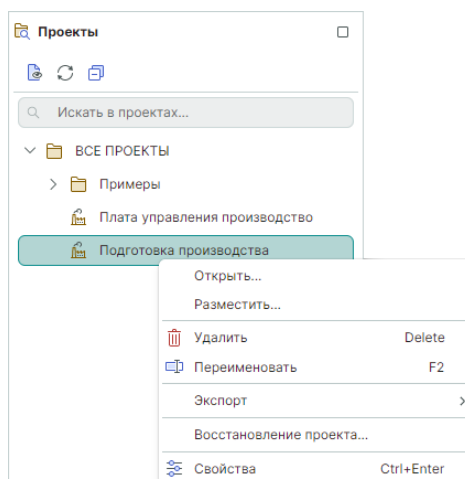 Проекты
Искать в проектах...
ВСЕ ПРОЕКТЫ
Примеры
Плата управления производство
Подготовка производства
Открыть...
Разместить...
Удалить Delete
Переименовать F2
Экспорт
Восстановление проекта...
Свойства Ctrl+Enter